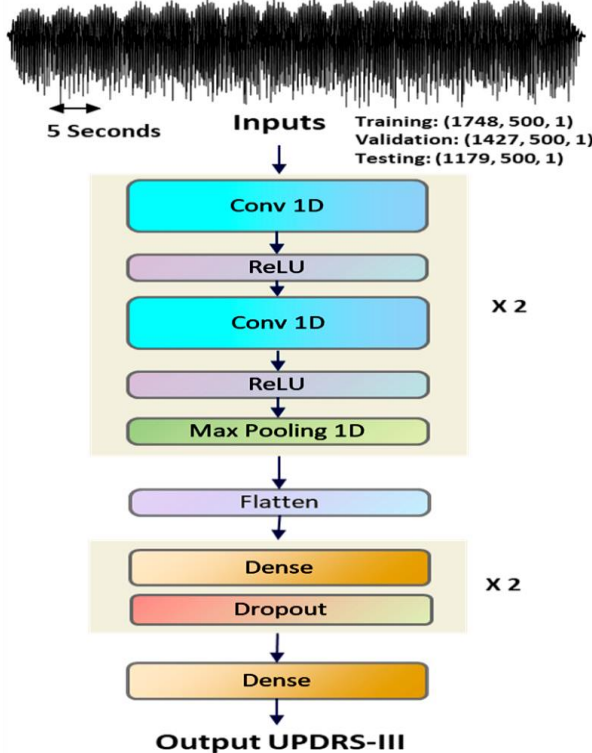 5 Seconds
Inputs
Training: (1748, 500, 1)
Validation: (1427, 500, 1)
Testing: (1179, 500, 1)
Conv 1D
ReLU
Conv 1D
X 2
ReLU
Max Pooling 1D
Flatten
Dense
X 2
Dropout
Dense
Output UPDRS-III